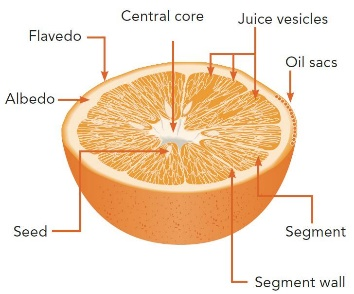 Central core
Juice vesicles
Flavedo
Oil sacs
Albedo
Seed
Segment
Segment wall